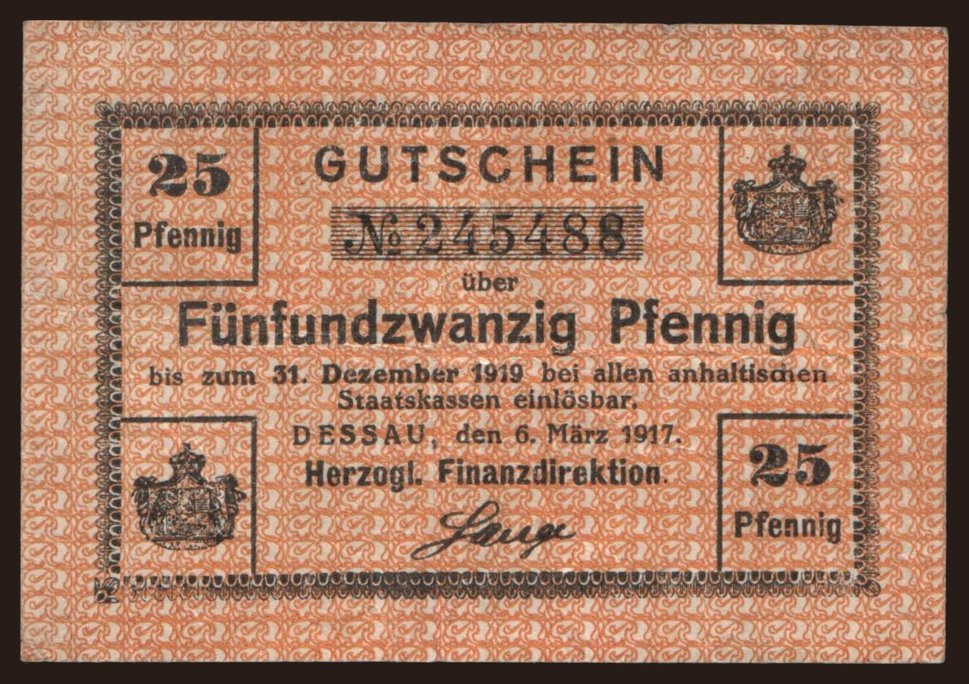 25
Pfennig
GUTSCHEIN
№ 245488
über
Fünfundzwanzig Pfennig
bis zum 31. Dezember 1919 bei allen anhaltischen
Staatskassen einlösbar.
DESSAU, den 6. März 1917.
Herzogl. Finanzdirektion.
Lange
25
Pfennig